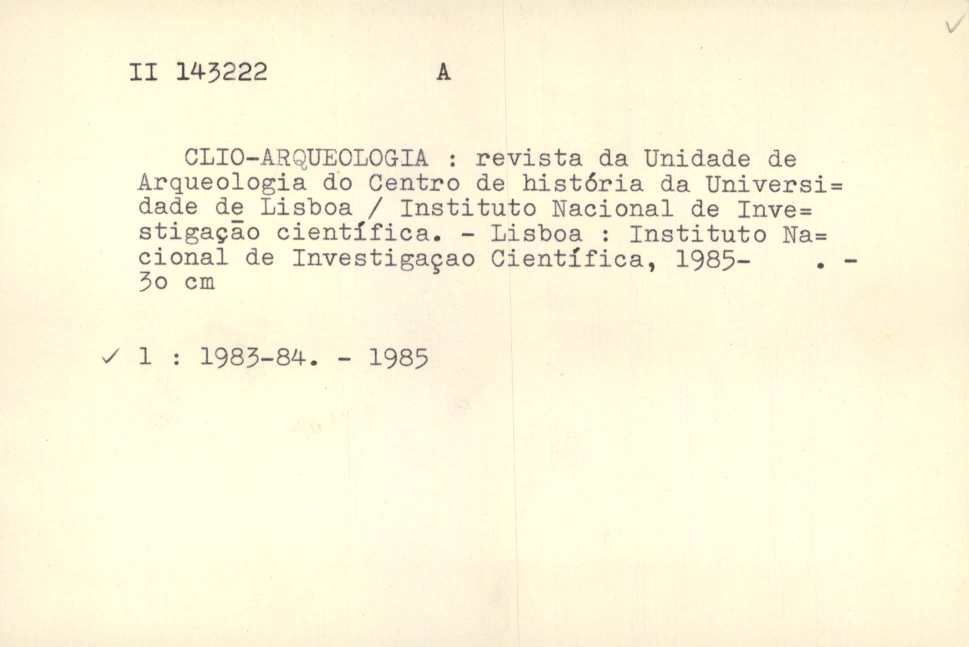 II 143222 A
CLIO-ARQUEOLOGIA : revista da Unidade de
Arqueologia do Centro de história da Universi=
dade de Lisboa / Instituto Nacional de Inve=
stigação científica. - Lisboa : Instituto Na=
cional de Investigaçao Científica, 1985-     . -
3o cm
✓ 1 : 1983-84. - 1985